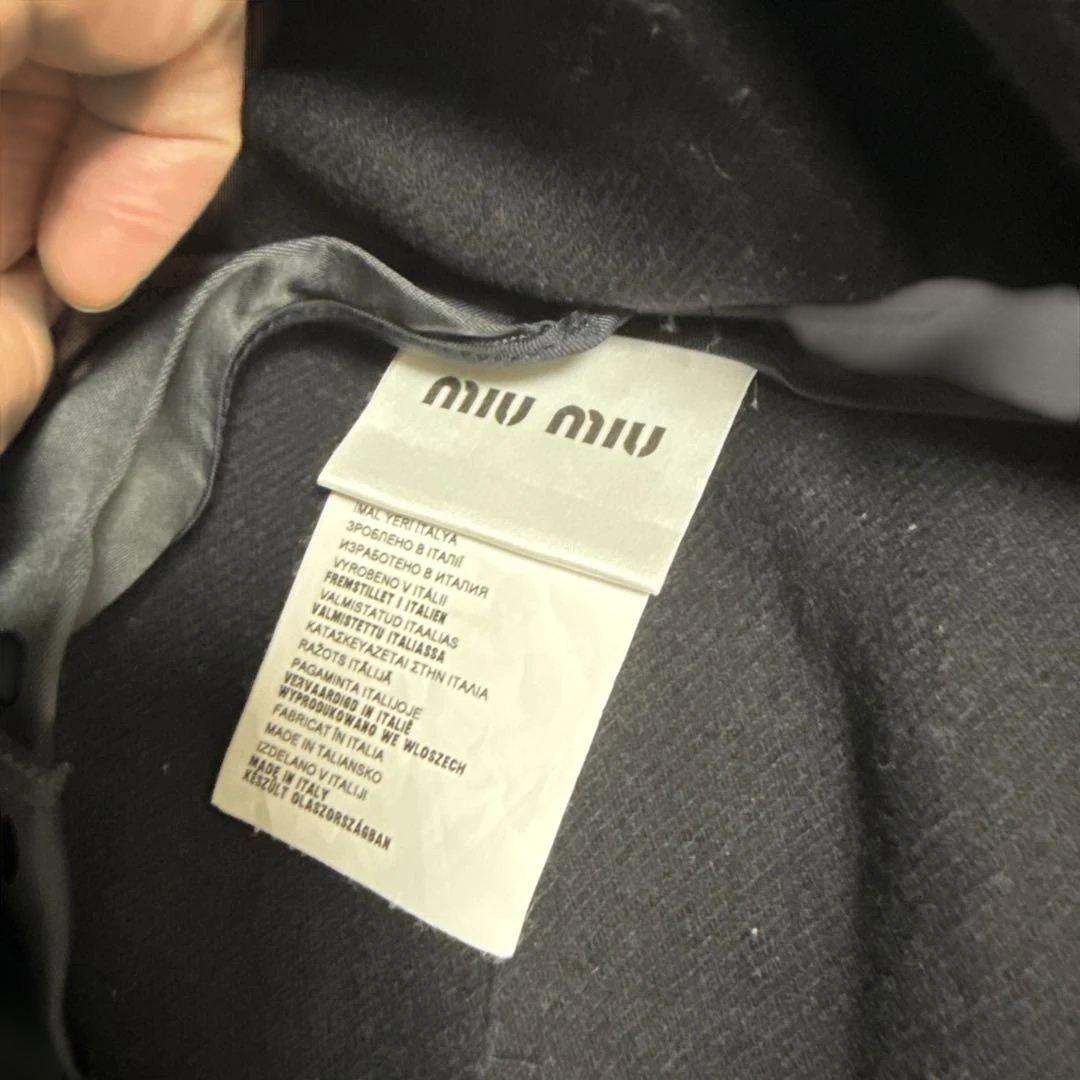 miu miu
IMAL YERI ITALYA
ЗРОБЛЕНО В ІТАЛІЇ
ИЗРАБОТЕНО В ИТАЛИЯ
VYROBENO V ITÁLII
FREMSTILLET I ITALIEN
VALMISTATUD ITAALIAS
VALMISTETTU ITALIASSA
ΚΑΤΑΣΚΕΥΑΖΕΤΑΙ ΣΤΗΝ ΙΤΑΛΙΑ
RAŽOTS ITĀLIJĀ
PAGAMINTA ITALIJOJE
VERVAARDIGD IN ITALIË
WYPRODUKOWANO WE WLOSZECH
FABRICAT ÎN ITALIA
MADE IN TALIANSKO
IZDELANO V ITALIJI
MADE IN ITALY
KÉSZÜLT OLASZORSZÁGBAN